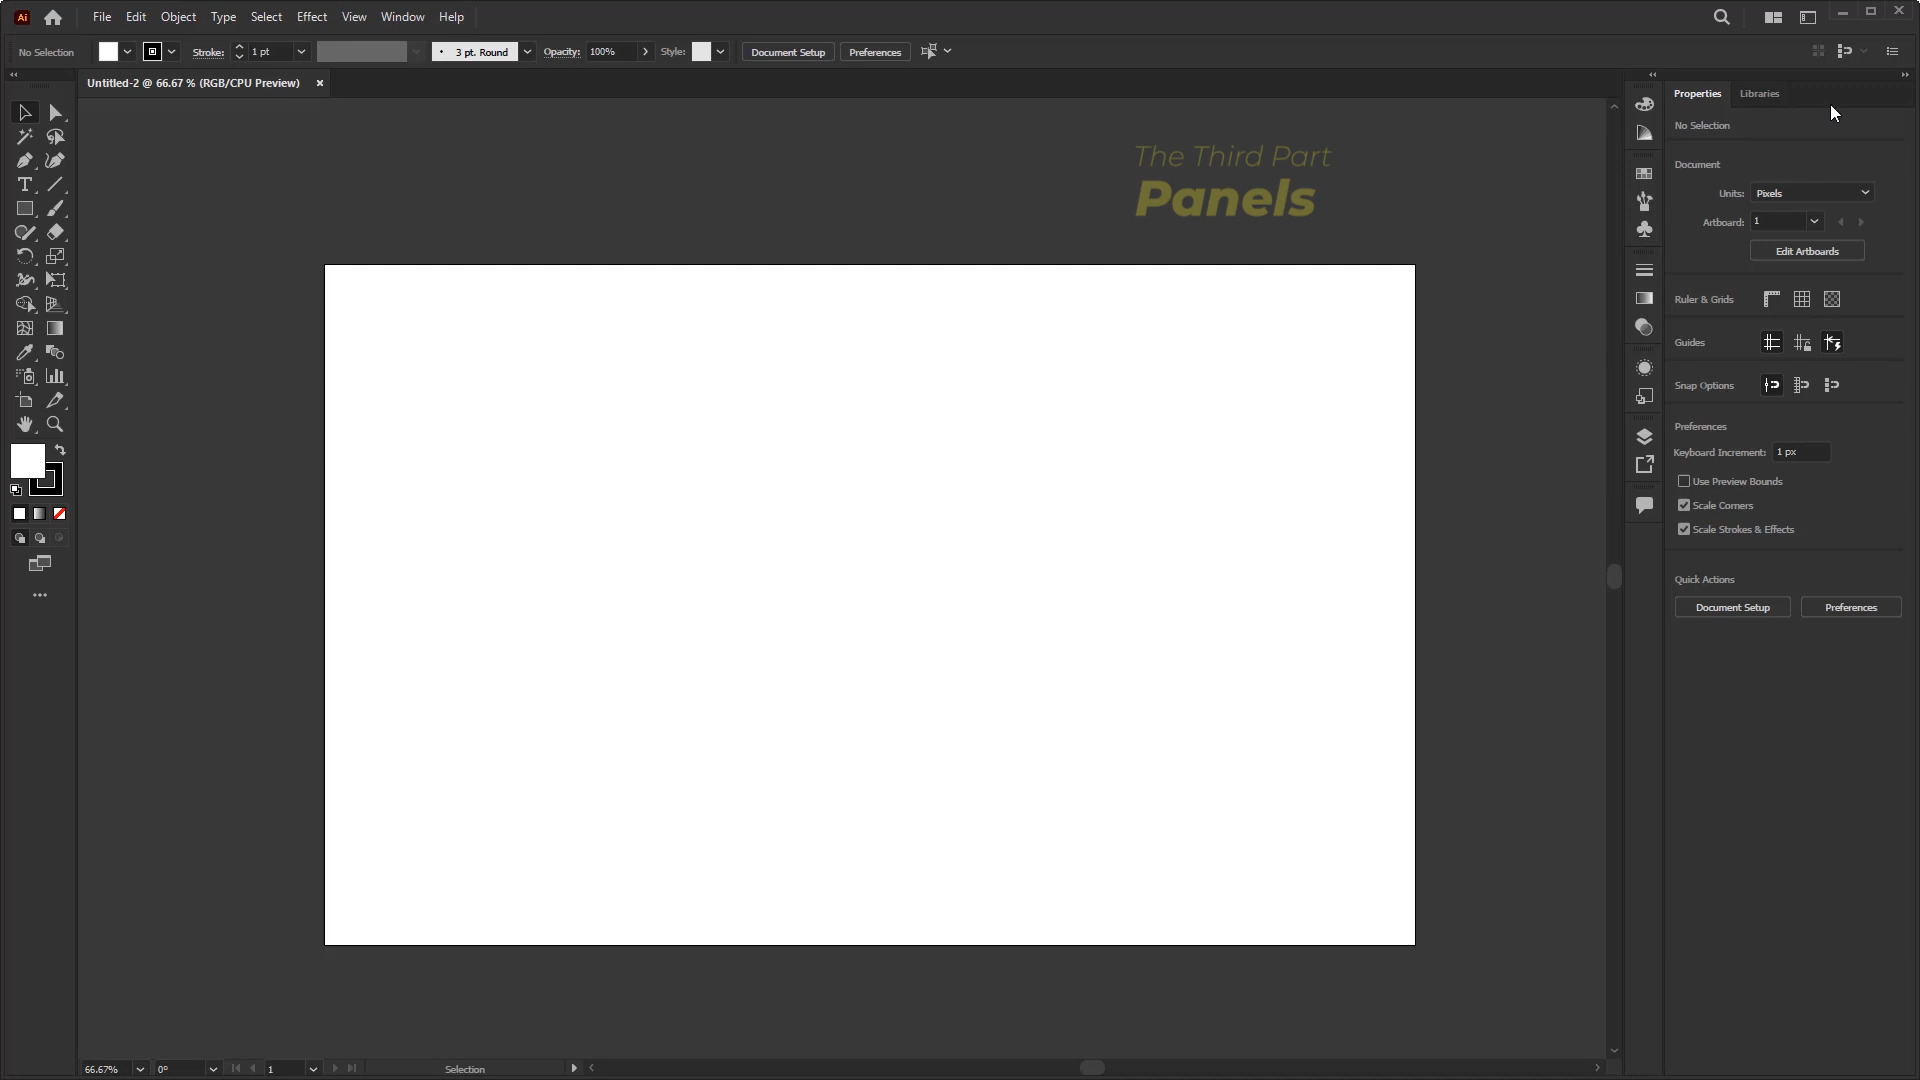 Ai File Edit Object Type Select Effect View Window Help
No Selection Stroke: 1 pt 3 pt. Round Opacity: 100% Style: Document Setup Preferences
Untitled-2 @ 66.67 % (RGB/CPU Preview)
Properties Libraries
No Selection
Document
Units: Pixels
Artboard: 1
Edit Artboards
Ruler & Grids
Guides
Snap Options
Preferences
Keyboard Increment: 1 px
Use Preview Bounds
Scale Corners
Scale Strokes & Effects
Quick Actions
Document Setup Preferences
The Third Part
Panels
66.67% 0° 1 Selection